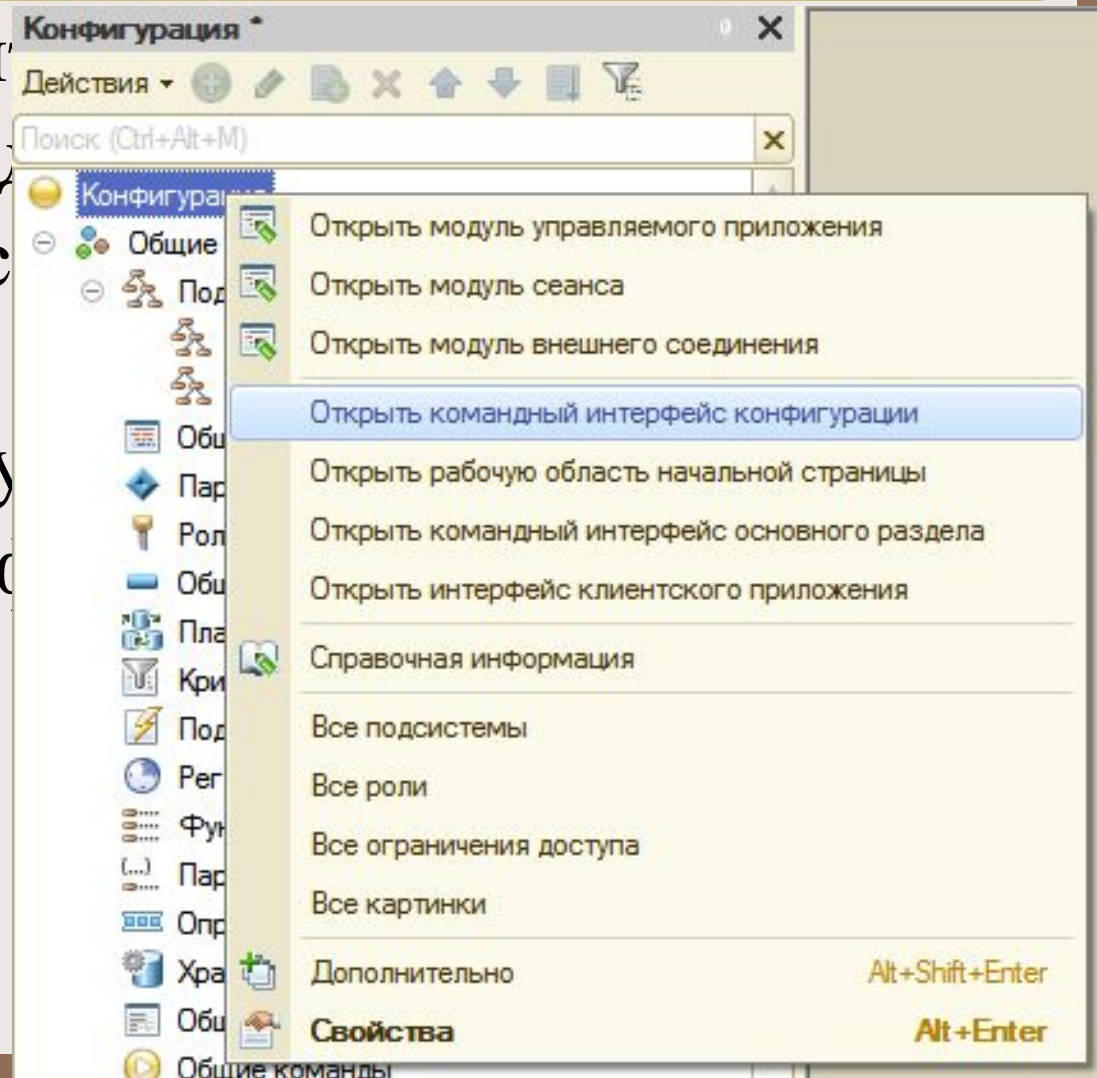 Конфигурация *
Действия
Поиск (Ctrl+Alt+M)
Открыть модуль управляемого приложения
Общие
Открыть модуль сеанса
Открыть модуль внешнего соединения
Открыть командный интерфейс конфигурации
Открыть рабочую область начальной страницы
Открыть командный интерфейс основного раздела
Открыть интерфейс клиентского приложения
Справочная информация
Все подсистемы
Все роли
Все ограничения доступа
Все картинки
Дополнительно Alt+Shift+Enter
Свойства Alt+Enter
Общие команды